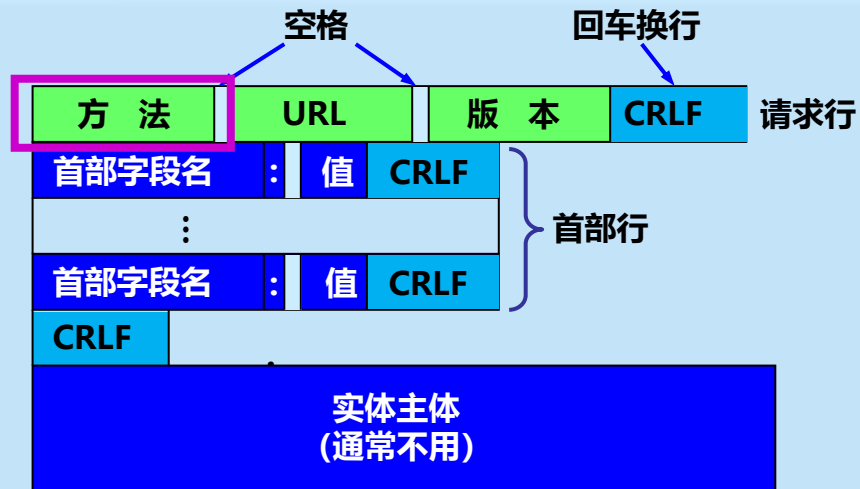 空格 回车换行
方 法 URL 版 本 CRLF 请求行
首部字段名 : 值 CRLF
⋮ 首部行
首部字段名 : 值 CRLF
CRLF
实体主体
(通常不用)